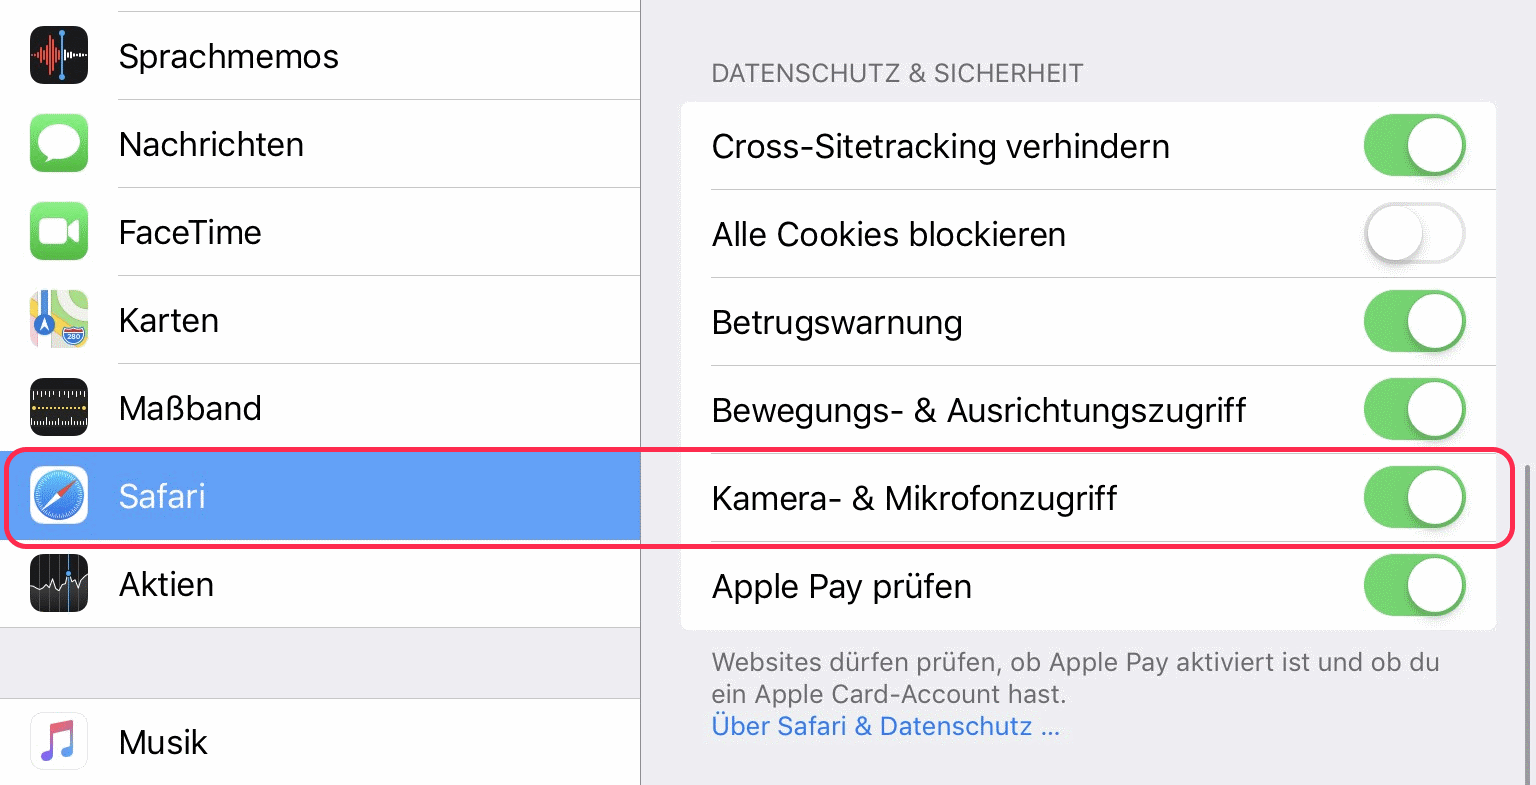 Sprachmemos
Nachrichten
FaceTime
Karten
280
Maßband
Safari
Aktien
Musik
DATENSCHUTZ & SICHERHEIT
Cross-Sitetracking verhindern
Alle Cookies blockieren
Betrugswarnung
Bewegungs- & Ausrichtungszugriff
Kamera- & Mikrofonzugriff
Apple Pay prüfen
Websites dürfen prüfen, ob Apple Pay aktiviert ist und ob du
ein Apple Card-Account hast.
Über Safari & Datenschutz ...